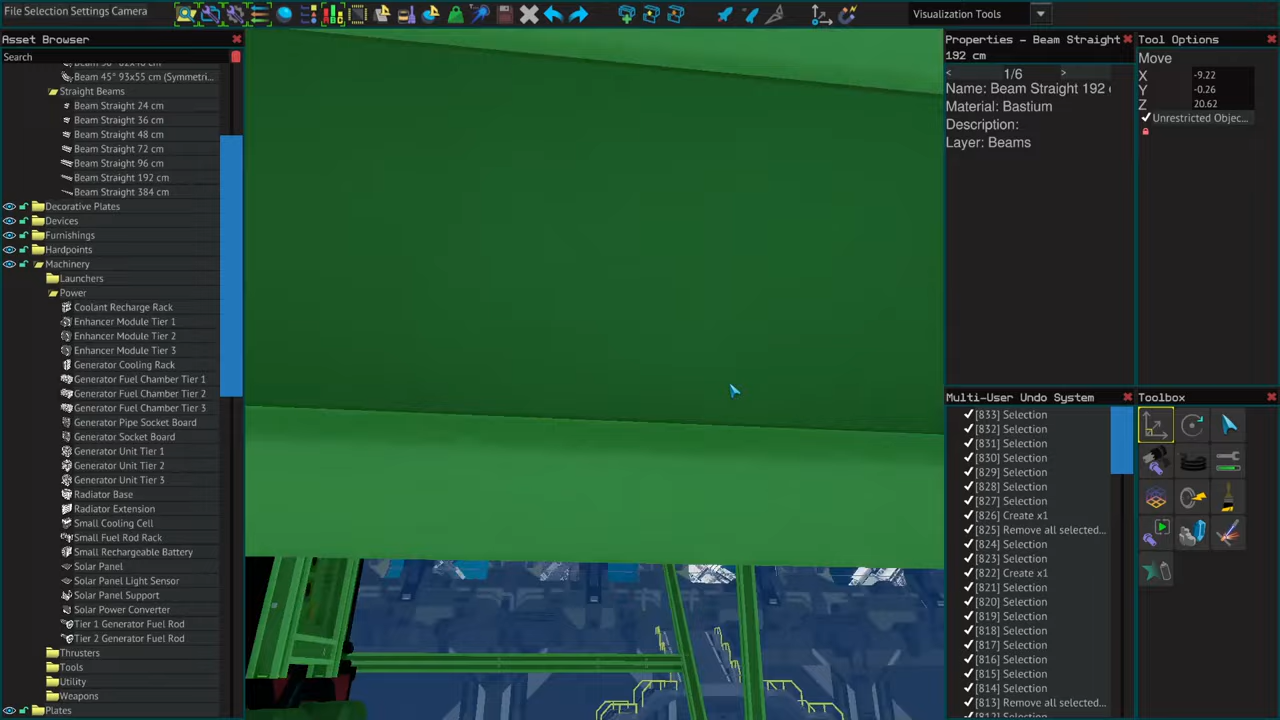 File Selection Settings Camera
Visualization Tools
Asset Browser
Search
Beam 45° 93x55 cm (Symmetri...
Straight Beams
Beam Straight 24 cm
Beam Straight 36 cm
Beam Straight 48 cm
Beam Straight 72 cm
Beam Straight 96 cm
Beam Straight 192 cm
Beam Straight 384 cm
Decorative Plates
Devices
Furnishings
Hardpoints
Machinery
Launchers
Power
Coolant Recharge Rack
Enhancer Module Tier 1
Enhancer Module Tier 2
Enhancer Module Tier 3
Generator Cooling Rack
Generator Fuel Chamber Tier 1
Generator Fuel Chamber Tier 2
Generator Fuel Chamber Tier 3
Generator Pipe Socket Board
Generator Socket Board
Generator Unit Tier 1
Generator Unit Tier 2
Generator Unit Tier 3
Radiator Base
Radiator Extension
Small Cooling Cell
Small Fuel Rod Rack
Small Rechargeable Battery
Solar Panel
Solar Panel Light Sensor
Solar Panel Support
Solar Power Converter
Tier 1 Generator Fuel Rod
Tier 2 Generator Fuel Rod
Thrusters
Tools
Utility
Weapons
Plates
Properties - Beam Straight
192 cm
< 1/6 >
Name: Beam Straight 192
Material: Bastium
Description:
Layer: Beams
Tool Options
Move
X -9.22
Y -0.26
Z 20.62
Unrestricted Objec...
Multi-User Undo System
[833] Selection
[832] Selection
[831] Selection
[830] Selection
[829] Selection
[828] Selection
[827] Selection
[826] Create x1
[825] Remove all selected...
[824] Selection
[823] Selection
[822] Create x1
[821] Selection
[820] Selection
[819] Selection
[818] Selection
[817] Selection
[816] Selection
[815] Selection
[814] Selection
[813] Remove all selected...
Toolbox